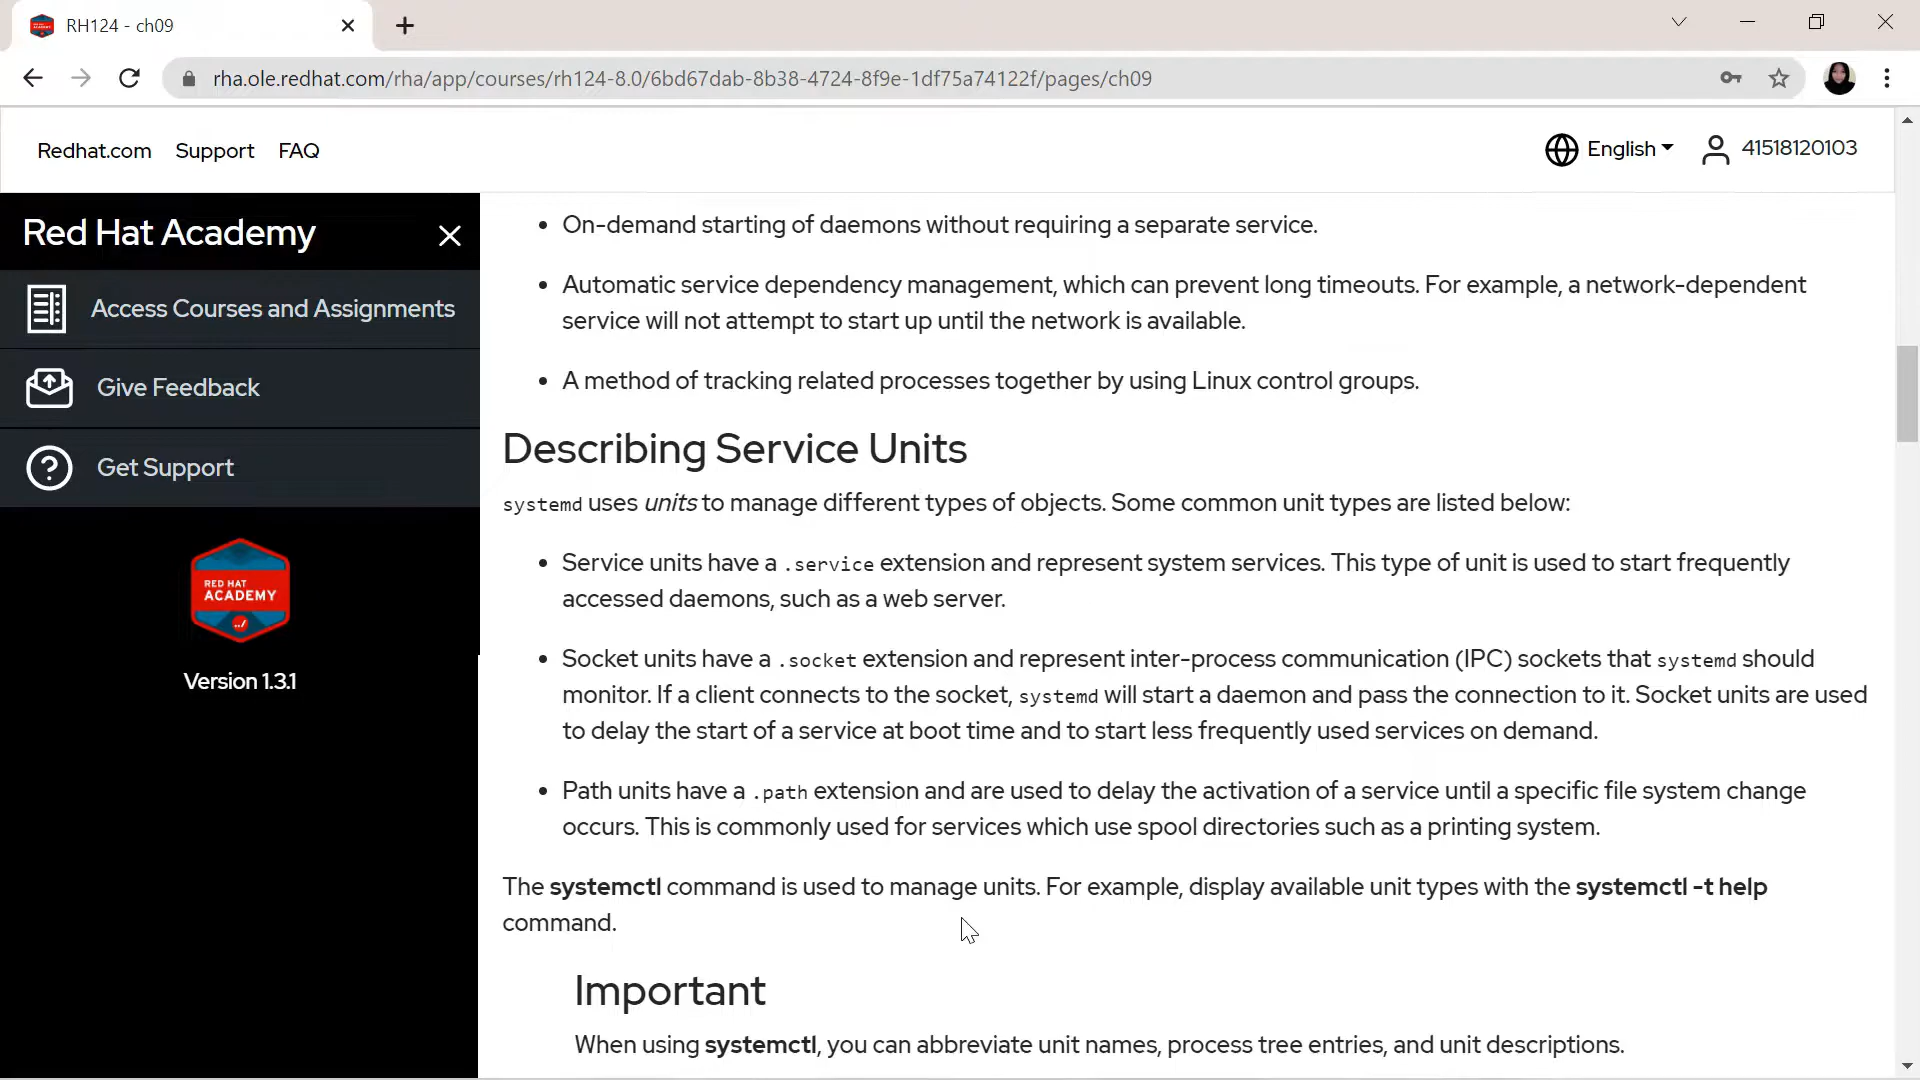 RH124 - ch09
rha.ole.redhat.com/rha/app/courses/rh124-8.0/6bd67dab-8b38-4724-8f9e-1df75a74122f/pages/ch09
Redhat.com Support FAQ
English 41518120103
Red Hat Academy
Access Courses and Assignments
Give Feedback
Get Support
RED HAT
ACADEMY
Version 1.3.1
• On-demand starting of daemons without requiring a separate service.
• Automatic service dependency management, which can prevent long timeouts. For example, a network-dependent
service will not attempt to start up until the network is available.
• A method of tracking related processes together by using Linux control groups.
Describing Service Units
systemd uses units to manage different types of objects. Some common unit types are listed below:
• Service units have a .service extension and represent system services. This type of unit is used to start frequently
accessed daemons, such as a web server.
• Socket units have a .socket extension and represent inter-process communication (IPC) sockets that systemd should
monitor. If a client connects to the socket, systemd will start a daemon and pass the connection to it. Socket units are used
to delay the start of a service at boot time and to start less frequently used services on demand.
• Path units have a .path extension and are used to delay the activation of a service until a specific file system change
occurs. This is commonly used for services which use spool directories such as a printing system.
The systemctl command is used to manage units. For example, display available unit types with the systemctl -t help
command.
Important
When using systemctl, you can abbreviate unit names, process tree entries, and unit descriptions.